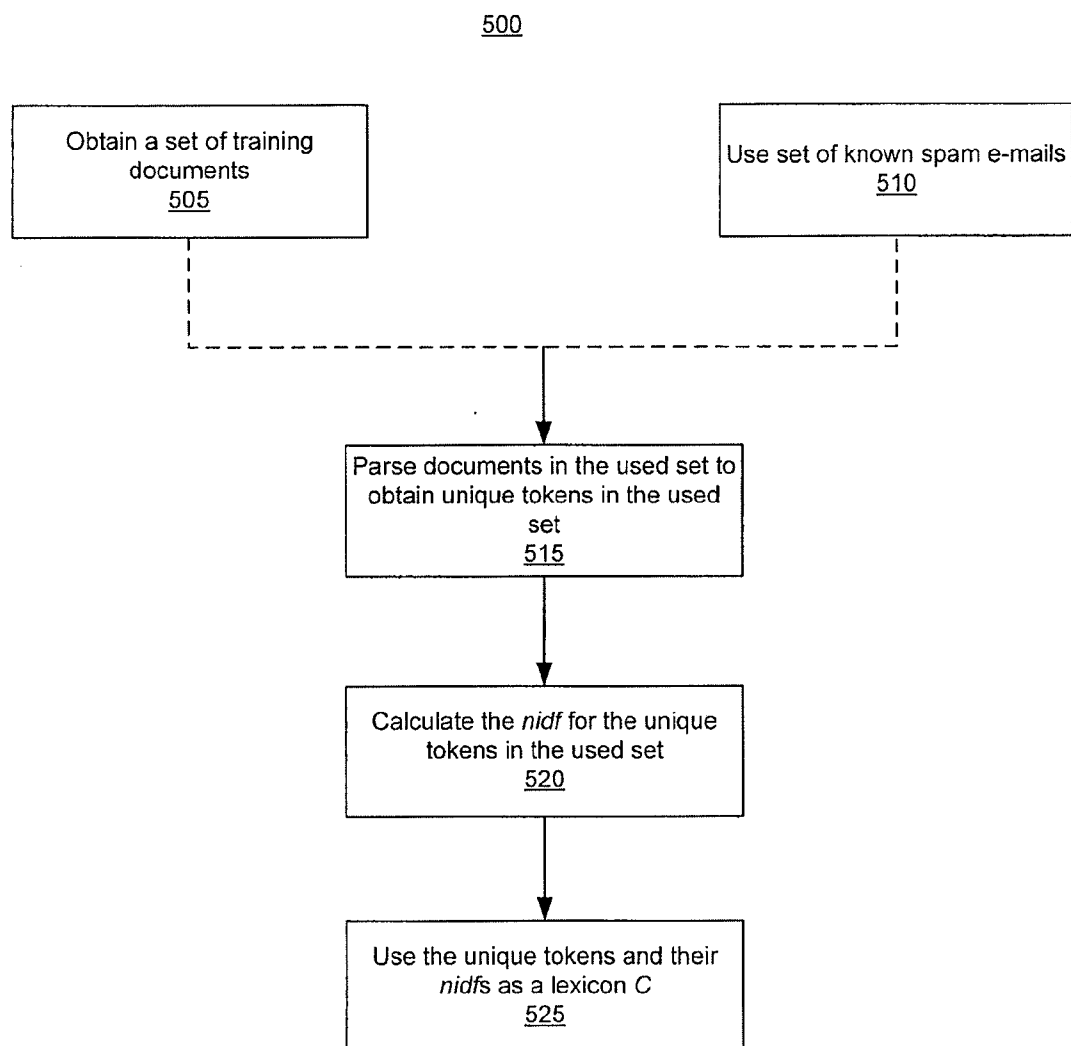 500
Obtain a set of training
documents
505
Use set of known spam e-mails
510
Parse documents in the used set to
obtain unique tokens in the used
set
515
Calculate the nidf for the unique
tokens in the used set
520
Use the unique tokens and their
nidfs as a lexicon C
525